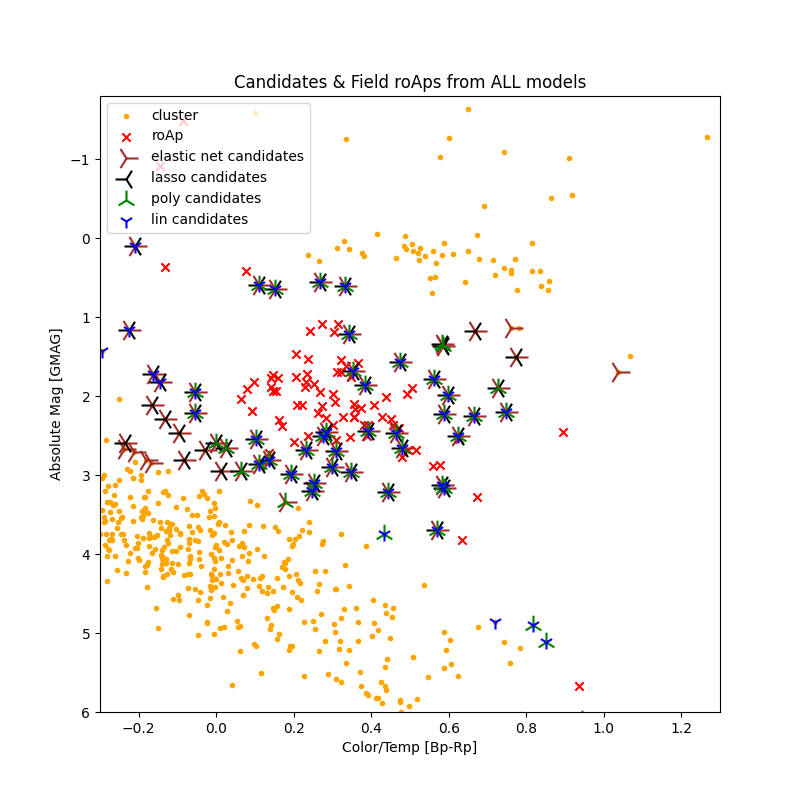 Candidates & Field roAps from ALL models
cluster
roAp
elastic net candidates
lasso candidates
poly candidates
lin candidates
Absolute Mag [GMAG]
−1
0
1
2
3
4
5
6
−0.2 0.0 0.2 0.4 0.6 0.8 1.0 1.2
Color/Temp [Bp-Rp]